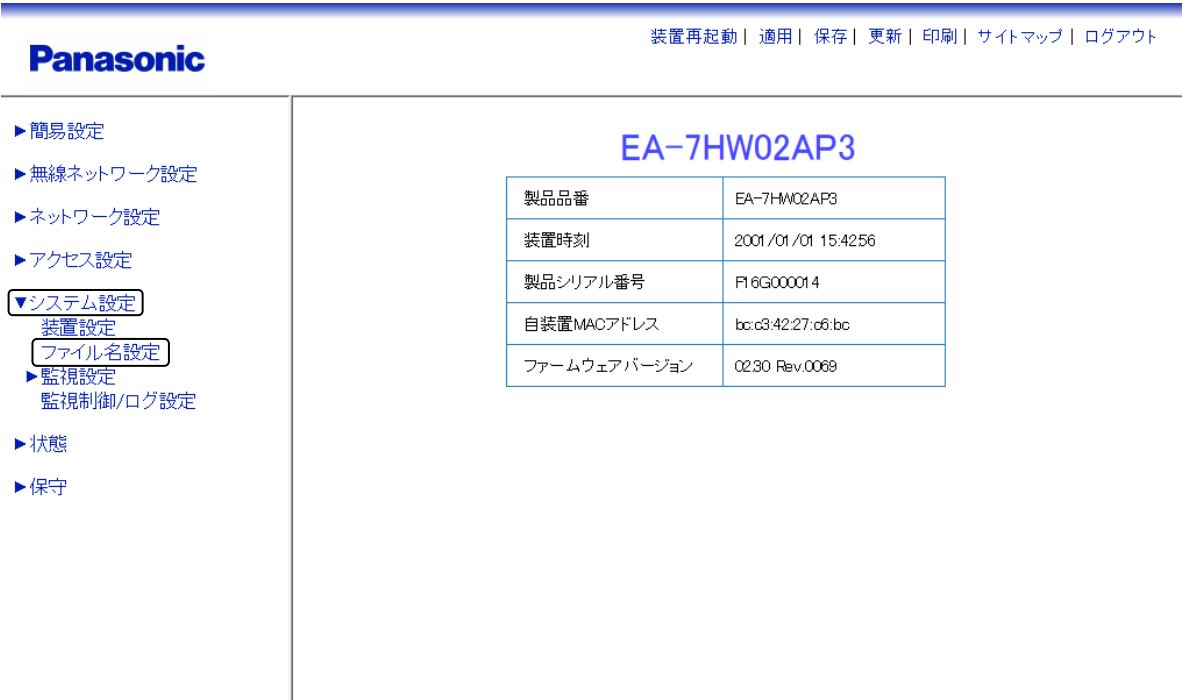 装置再起動| 適用| 保存| 更新| 印刷| サイトマップ| ログアウト
Panasonic
▶簡易設定
▶無線ネットワーク設定
▶ネットワーク設定
▶アクセス設定
▼システム設定
装置設定
ファイル名設定
▶監視設定
監視制御/ログ設定
▶状態
▶保守
EA-7HW02AP3
製品品番 EA-7HW02AP3
装置時刻 2001/01/01 15:42:56
製品シリアル番号 F16G000014
自装置MACアドレス bc:c3:42:27:c6:bc
ファームウェアバージョン 02.30 Rev.0069